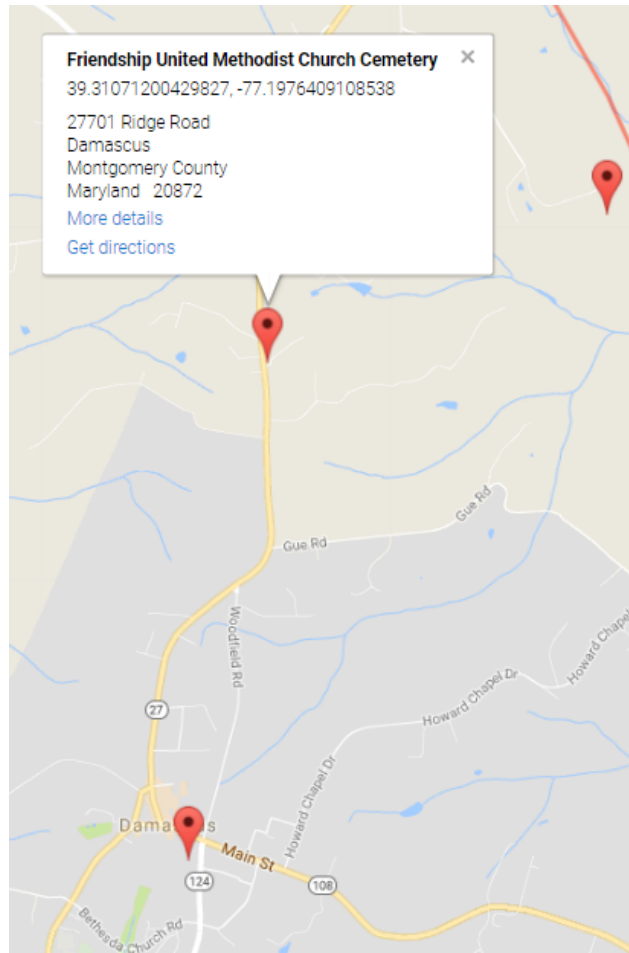 Friendship United Methodist Church Cemetery
39.31071200429827, -77.1976409108538
27701 Ridge Road
Damascus
Montgomery County
Maryland 20872
More details
Get directions
Gue Rd
Gue Rd
Woodfield Rd
Howard Chapel
Howard Chapel Dr
27
Howard Chapel Dr
Damascus
Main St
124
108
Bethesda Church Rd